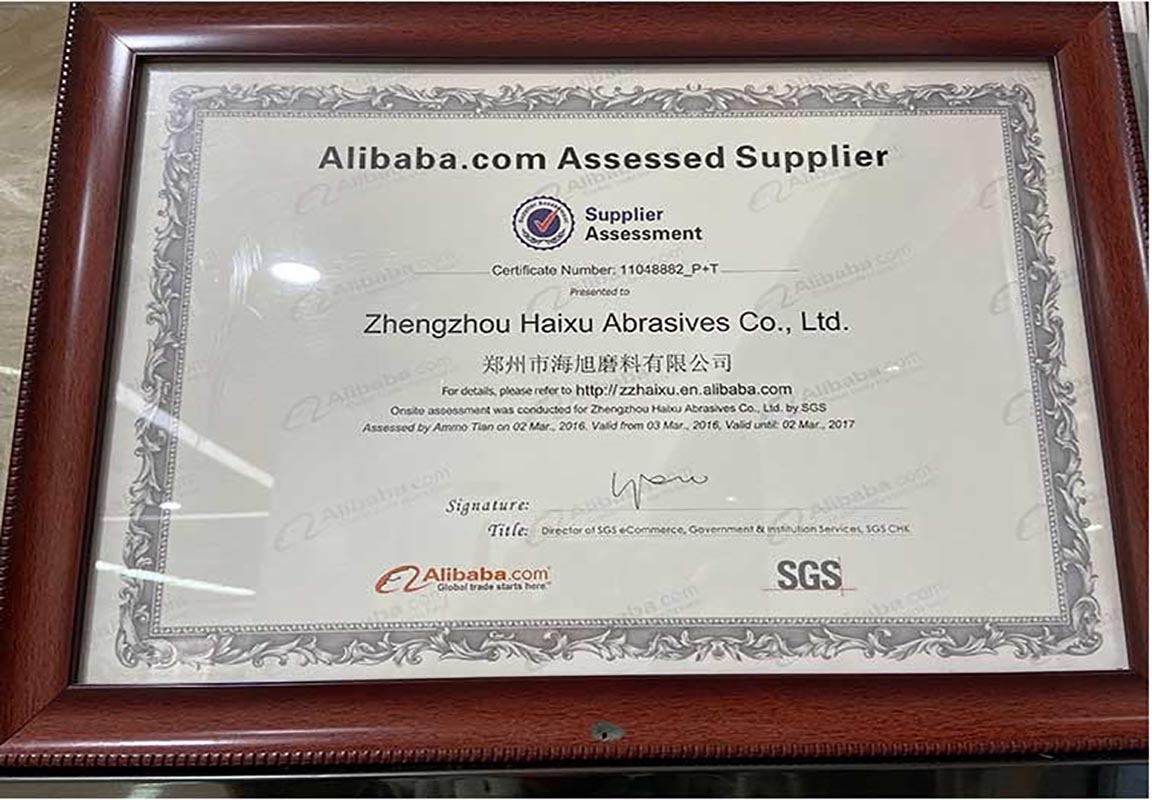 Alibaba.com Assessed Supplier
Supplier Assessment
Supplier
Assessment
Certificate Number: 11048882_P+T
Presented to
Zhengzhou Haixu Abrasives Co., Ltd.
郑州市海旭磨料有限公司
For details, please refer to http://zzhaixu.en.alibaba.com
Onsite assessment was conducted for Zhengzhou Haixu Abrasives Co., Ltd. by SGS
Assessed by Ammo Tian on 02 Mar., 2016. Valid from 03 Mar., 2016, Valid until: 02 Mar., 2017
Signature:
Title: Director of SGS eCommerce, Government & Institution Services, SGS CHK
Alibaba.com
Global trade starts here.™
SGS